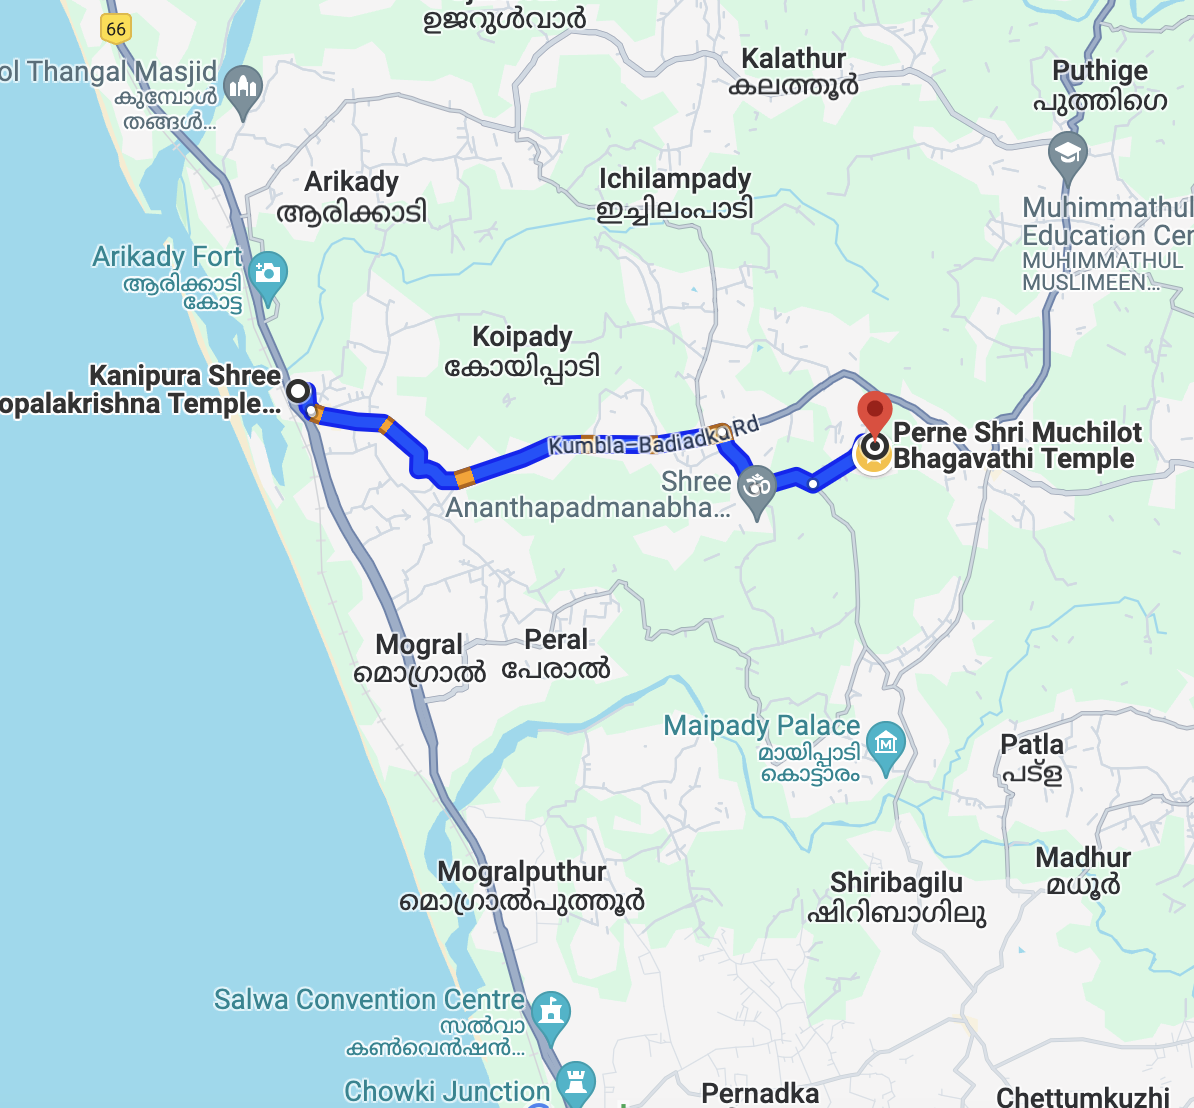 ഉജറുൾവാർ
66
ol Thangal Masjid
കുമ്പോൾ
തങ്ങൾ...
Kalathur
കലത്തൂർ
Puthige
പുത്തിഗെ
Arikady
ആരിക്കാടി
Ichilampady
ഇച്ചിലംപാടി
Muhimmathul
Education Cer
MUHIMMATHUL
MUSLIMEEN...
Arikady Fort
ആരിക്കാടി
കോട്ട
Koipady
കോയിപ്പാടി
Kanipura Shree
opalakrishna Temple...
Kumbla-Badiadka Rd
Perne Shri Muchilot
Bhagavathi Temple
Shree
Ananthapadmanabha...
Mogral
മൊഗ്രാൽ
Peral
പേരാൽ
Maipady Palace
മായിപ്പാടി
കൊട്ടാരം
Patla
പട്ള
Mogralputhur
മൊഗ്രാൽപുത്തൂർ
Madhur
മധൂർ
Shiribagilu
ഷിറിബാഗിലു
Salwa Convention Centre
സൽവാ
കൺവെൻഷൻ...
Chowki Junction
Pernadka
Chettumkuzhi